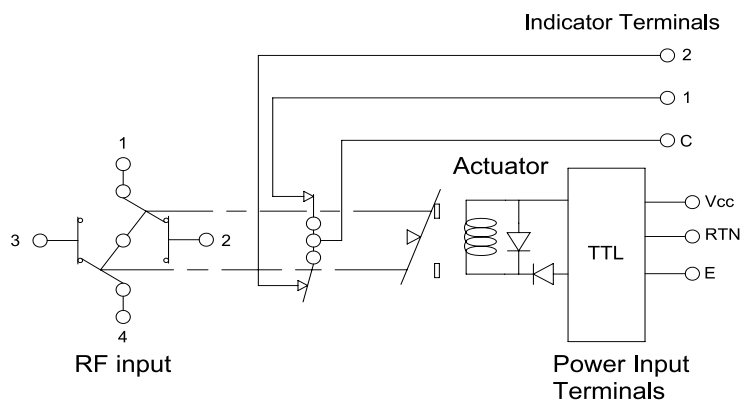 Indicator Terminals
2
1
C
1
Actuator
3
2
4
RF input
TTL
Vcc
RTN
E
Power Input
Terminals